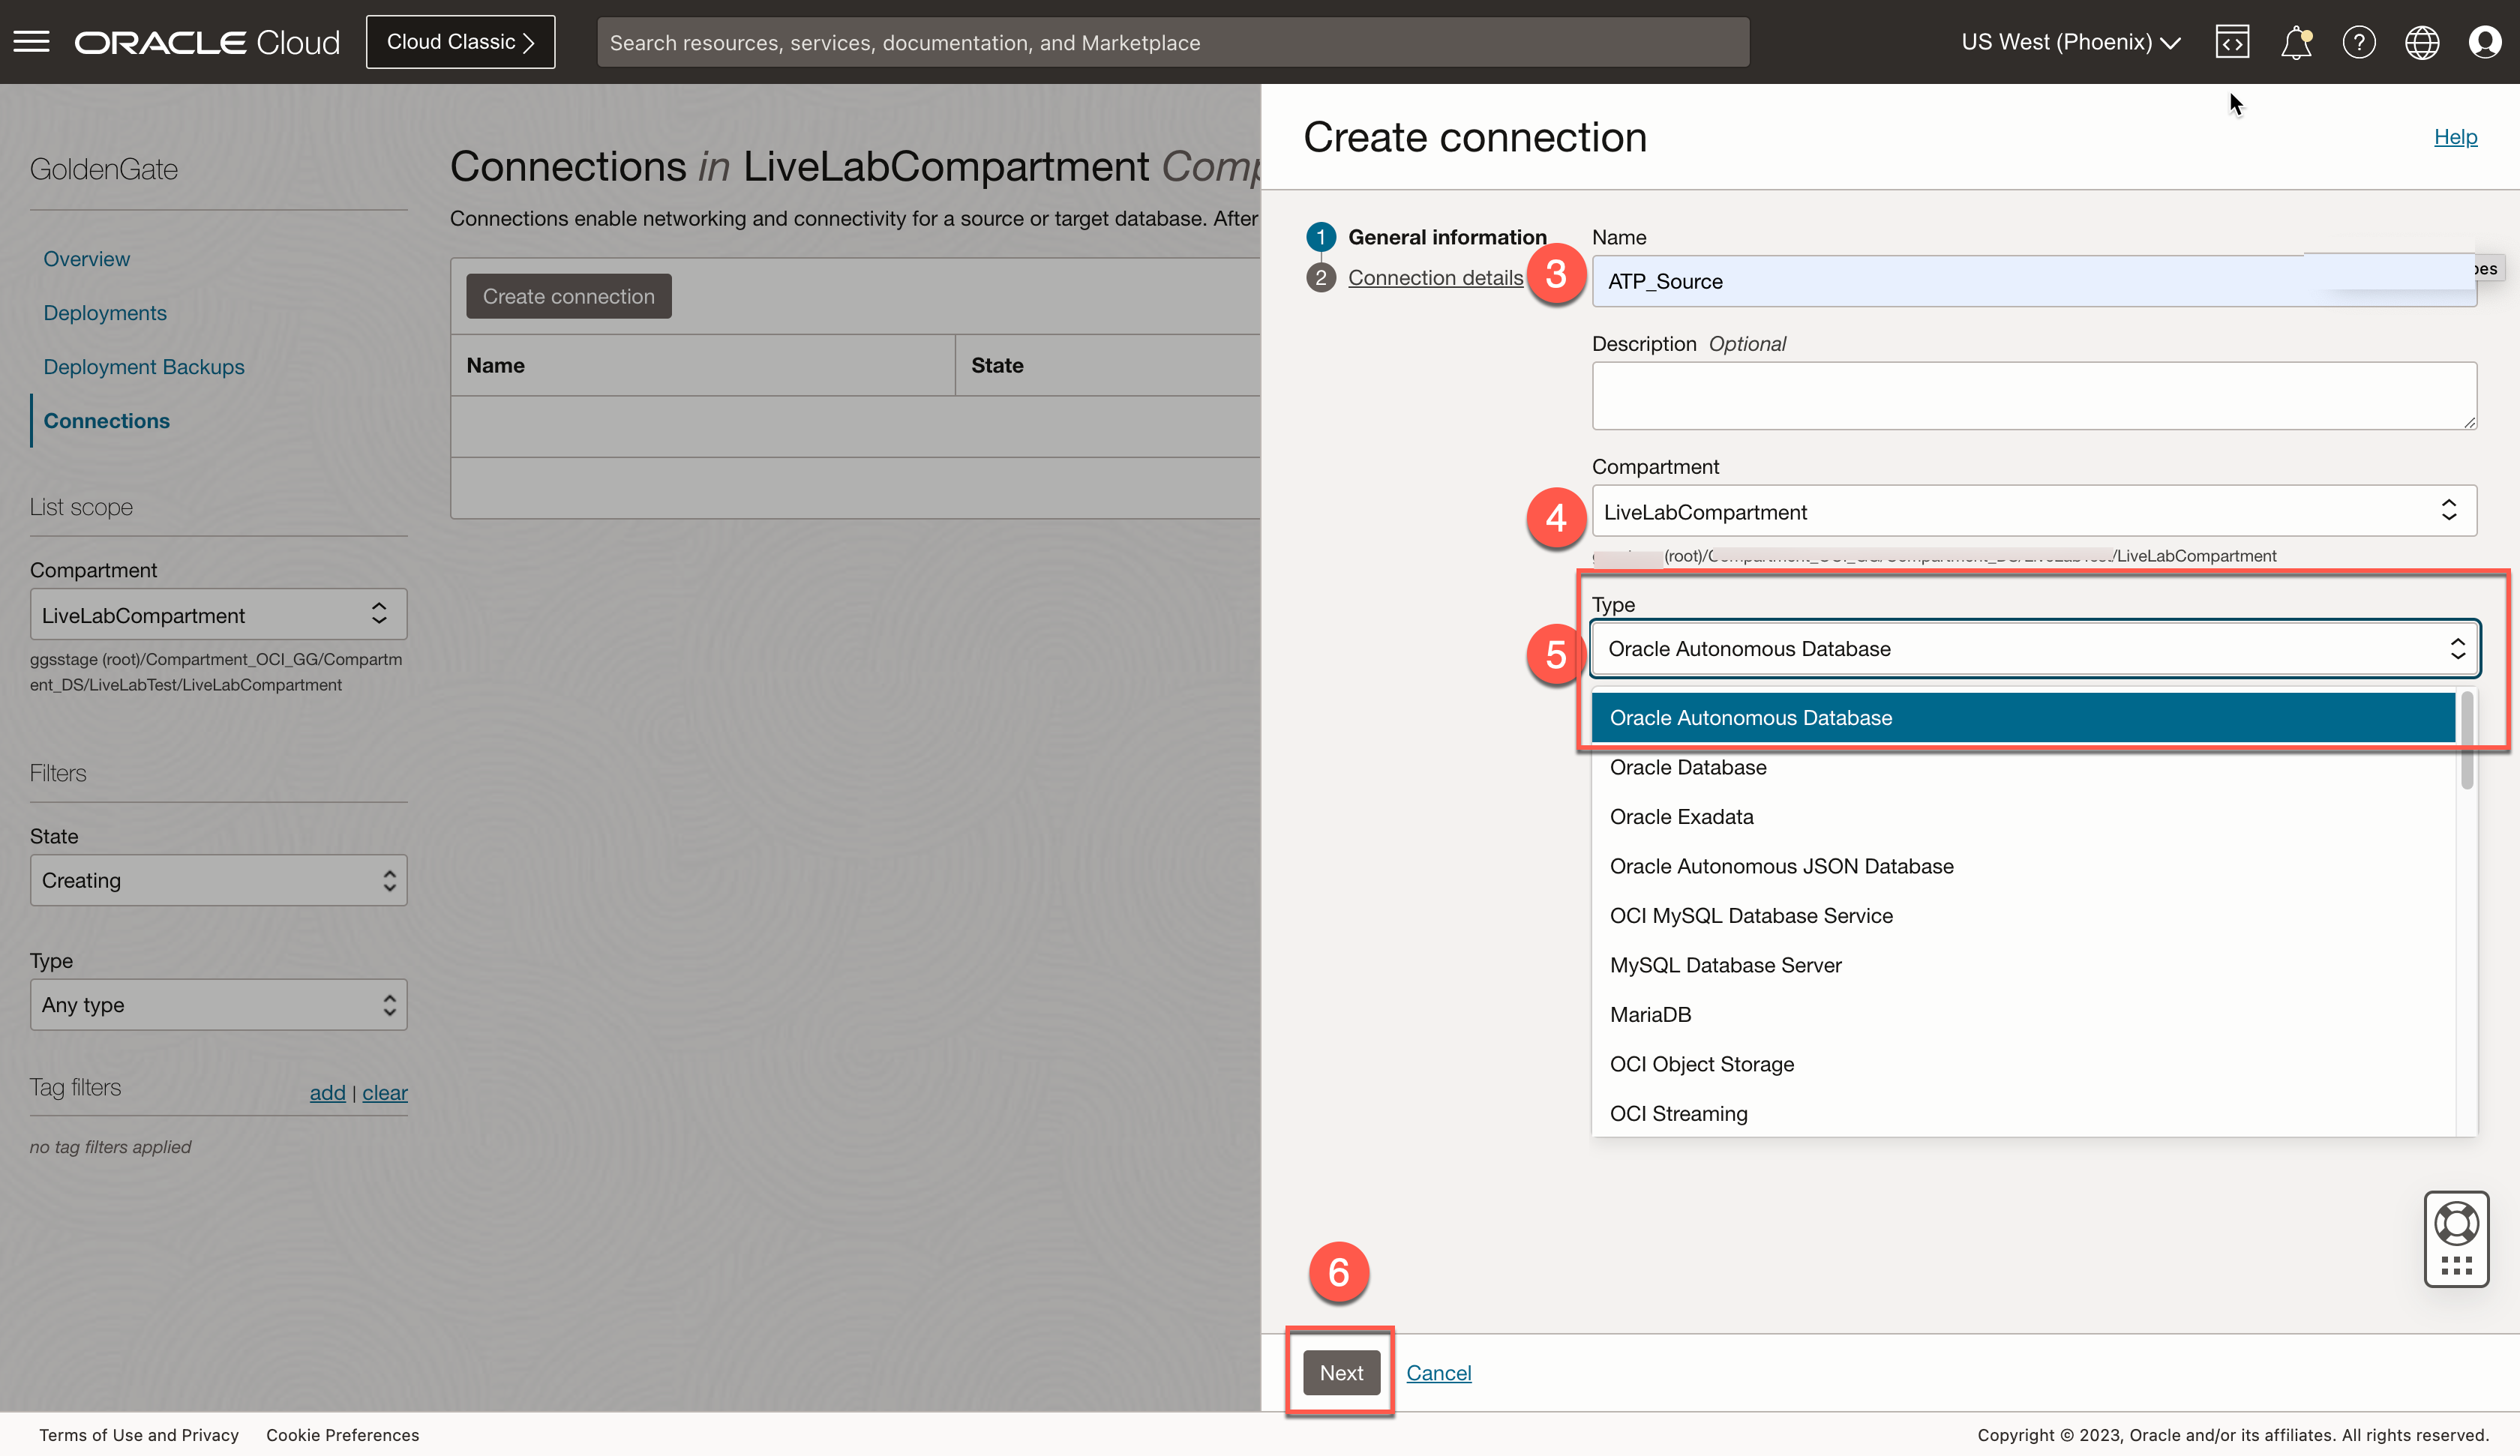 ORACLE Cloud
Cloud Classic
Search resources, services, documentation, and Marketplace
US West (Phoenix)
GoldenGate
Overview
Deployments
Deployment Backups
Connections
List scope
Compartment
LiveLabCompartment
ggsstage (root)/Compartment_OCI_GG/Compartm
ent_DS/LiveLabTest/LiveLabCompartment
Filters
State
Creating
Type
Any type
Tag filters
add | clear
no tag filters applied
Connections in LiveLabCompartment
Connections enable networking and connectivity for a source or target database. After
Create connection
Name State
Create connection
Help
1 General information
2 Connection details
3
Name
ATP_Source
Description Optional
Compartment
4
LiveLabCompartment
(root)/ /LiveLabCompartment
Type
5
Oracle Autonomous Database
Oracle Autonomous Database
Oracle Database
Oracle Exadata
Oracle Autonomous JSON Database
OCI MySQL Database Service
MySQL Database Server
MariaDB
OCI Object Storage
OCI Streaming
6
Next Cancel
Terms of Use and Privacy Cookie Preferences
Copyright © 2023, Oracle and/or its affiliates. All rights reserved.